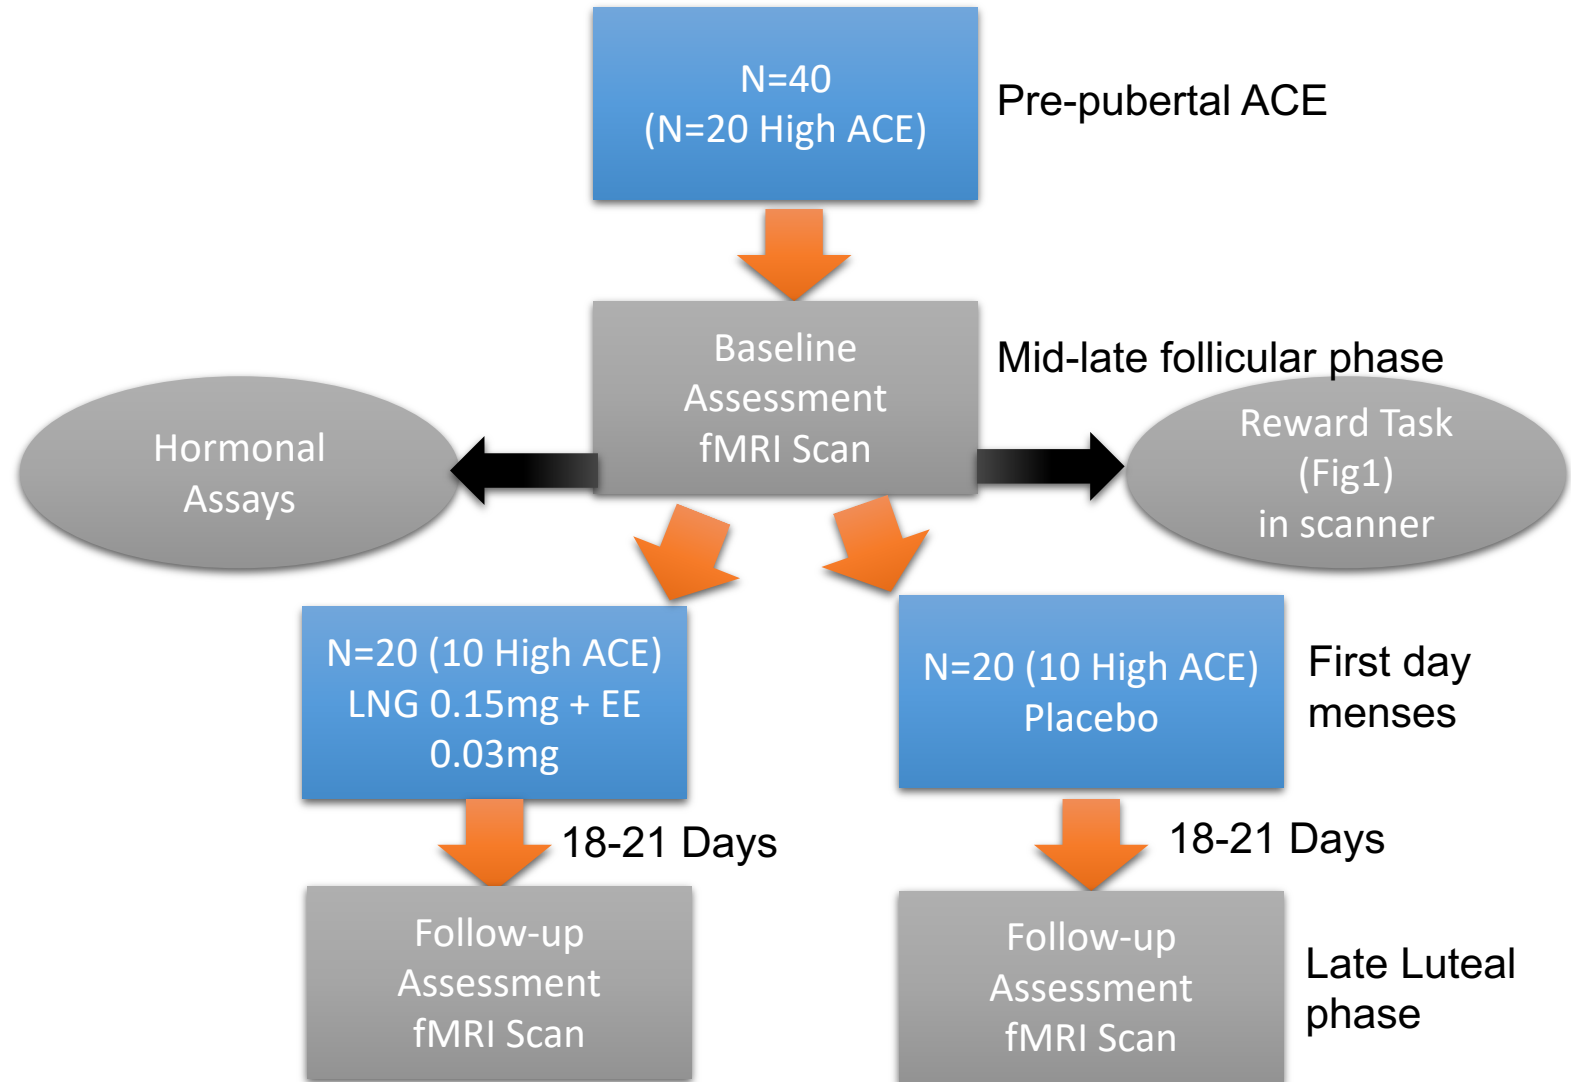 N=40
(N=20 High ACE)
Pre-pubertal ACE
Baseline
Assessment
fMRI Scan
Mid-late follicular phase
Hormonal
Assays
Reward Task
(Fig1)
in scanner
N=20 (10 High ACE)
LNG 0.15mg + EE
0.03mg
N=20 (10 High ACE)
Placebo
First day
menses
18-21 Days
18-21 Days
Follow-up
Assessment
fMRI Scan
Follow-up
Assessment
fMRI Scan
Late Luteal
phase